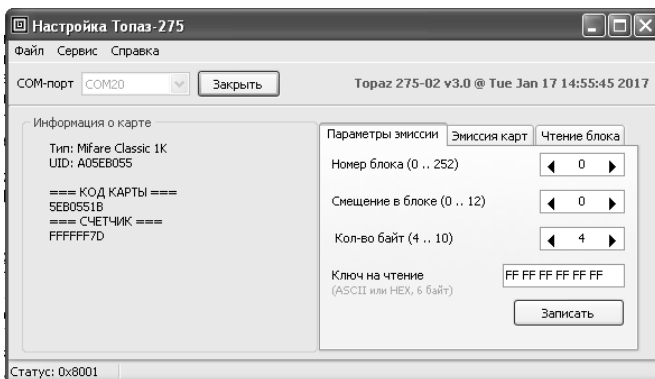 Настройка Топаз-275
Файл Сервис Справка
COM-порт COM20 Закрыть Topaz 275-02 v3.0 @ Tue Jan 17 14:55:45 2017
Информация о карте
Тип: Mifare Classic 1K
UID: A05EB055
=== КОД КАРТЫ ===
5EB0551B
=== СЧЕТЧИК ===
FFFFFF7D
Параметры эмиссии Эмиссия карт Чтение блока
Номер блока (0 .. 252) 0
Смещение в блоке (0 .. 12) 0
Кол-во байт (4 .. 10) 4
Ключ на чтение FF FF FF FF FF FF
(ASCII или HEX, 6 байт)
Записать
Статус: 0x8001